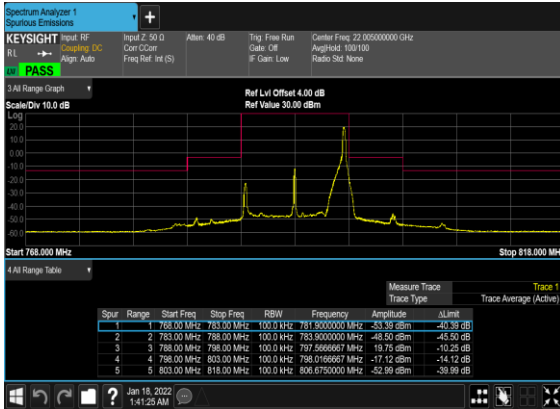 Spectrum Analyzer 1
Spurious Emissions
+
KEYSIGHT Input: RF Input Z: 50 Ω Atten: 40 dB Trig: Free Run Center Freq: 22.005000000 GHz
RL Coupling: DC Corr CCorr Gate: Off Avg|Hold: 100/100
Align: Auto Freq Ref: Int (S) IF Gain: Low Radio Std: None
PASS
3 All Range Graph
Ref Lvl Offset 4.00 dB
Scale/Div 10.0 dB Ref Value 30.00 dBm
Log
20.0
10.0
0.00
-10.0
-20.0
-30.0
-40.0
-50.0
-60.0
Start 768.000 MHz Stop 818.000 MHz
4 All Range Table
Measure Trace Trace 1
Trace Type Trace Average (Active)
Spur Range Start Freq Stop Freq RBW Frequency Amplitude ΔLimit
1 1 768.00 MHz 783.00 MHz 100.0 kHz 781.9000000 MHz -53.39 dBm -40.39 dB
2 2 783.00 MHz 788.00 MHz 100.0 kHz 783.9000000 MHz -48.50 dBm -45.50 dB
3 3 788.00 MHz 798.00 MHz 100.0 kHz 797.5666667 MHz 19.75 dBm -10.25 dB
4 4 798.00 MHz 803.00 MHz 100.0 kHz 798.0166667 MHz -17.12 dBm -14.12 dB
5 5 803.00 MHz 818.00 MHz 100.0 kHz 806.6750000 MHz -52.99 dBm -39.99 dB
?
Jan 18, 2022
1:41:25 AM